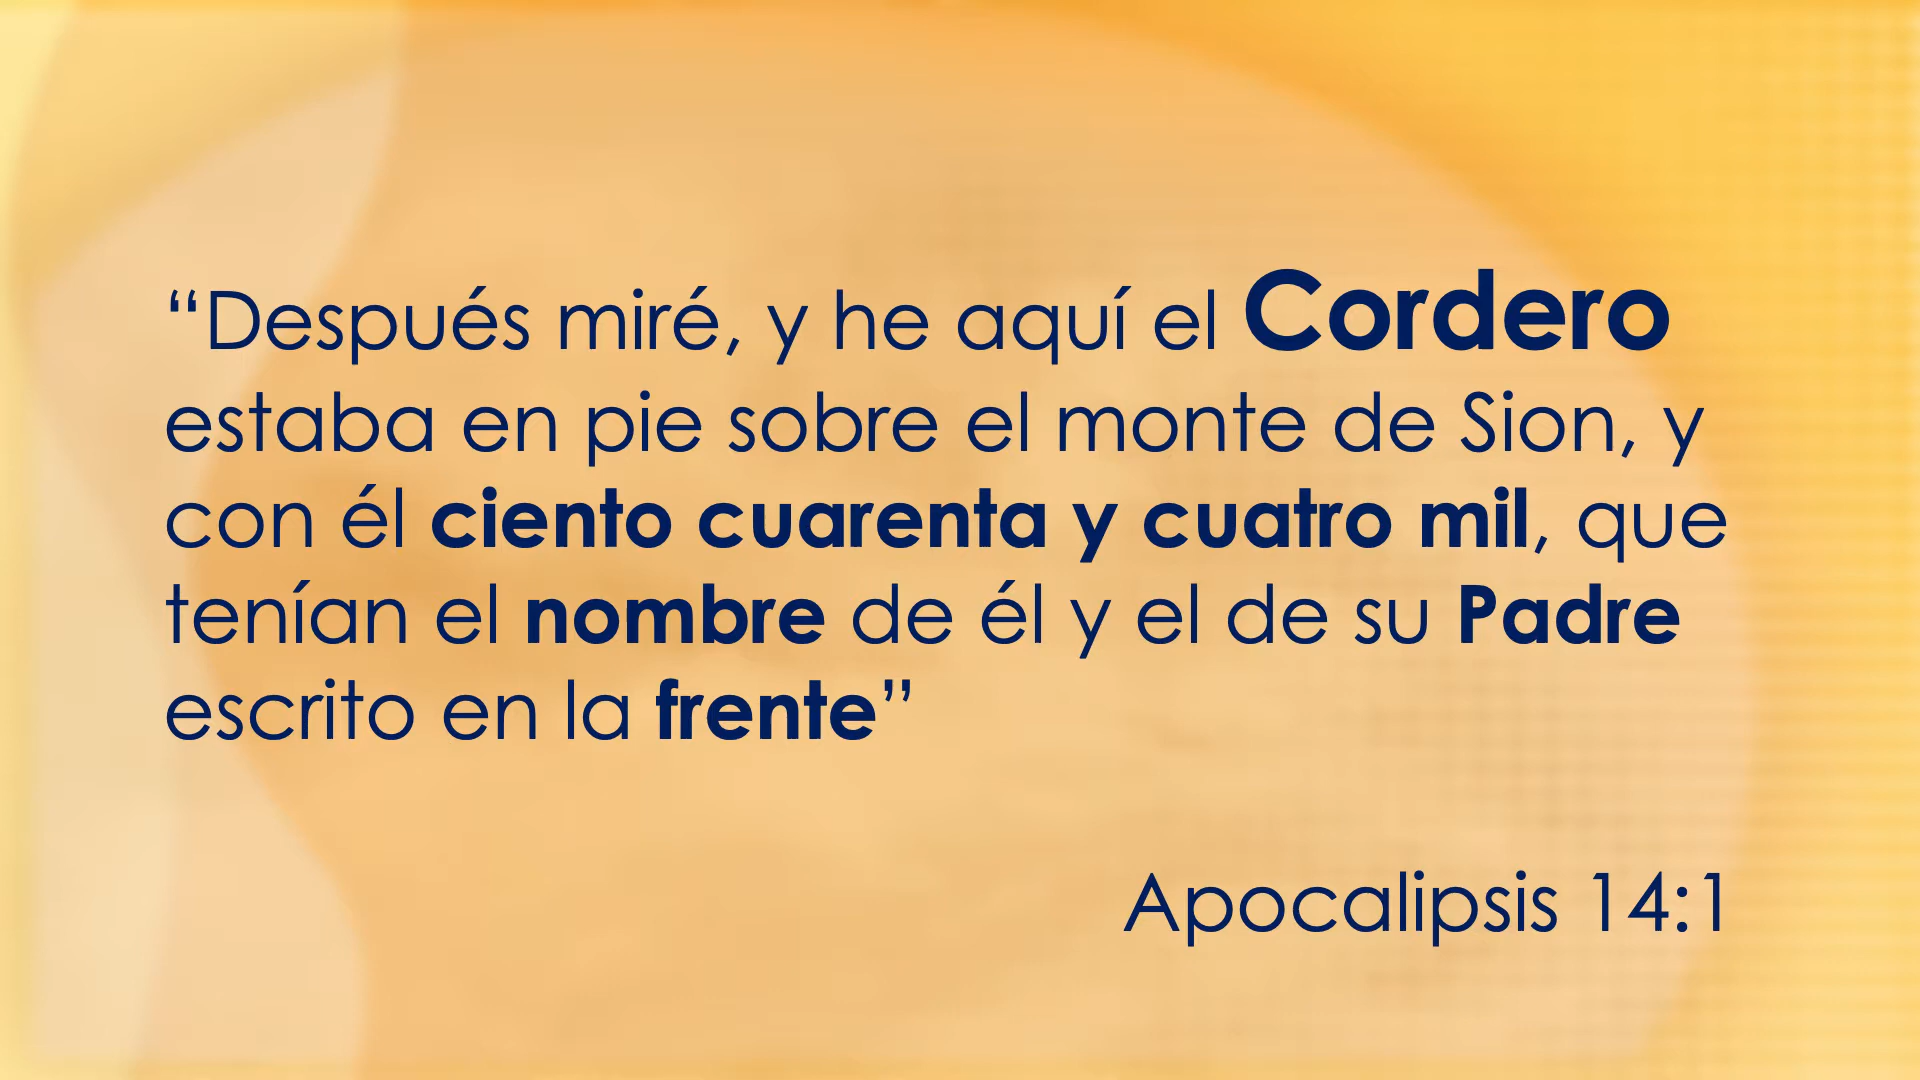 “Después miré, y he aquí el Cordero
estaba en pie sobre el monte de Sion, y
con él ciento cuarenta y cuatro mil, que
tenían el nombre de él y el de su Padre
escrito en la frente”
Apocalipsis 14:1